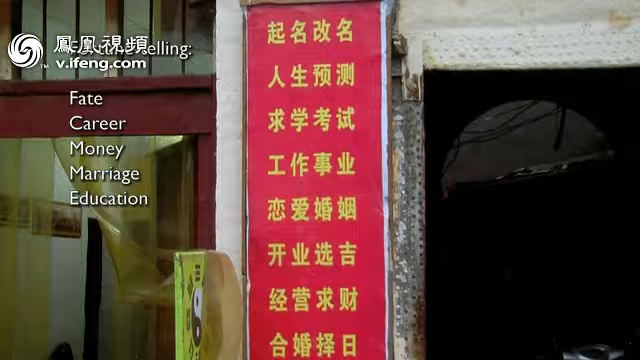 鳳凰視頻
v.ifeng.com
Fate
Career
Money
Marriage
Education
起名改名
人生预测
求学考试
工作事业
恋爱婚姻
开业选吉
经营求财
合婚择日